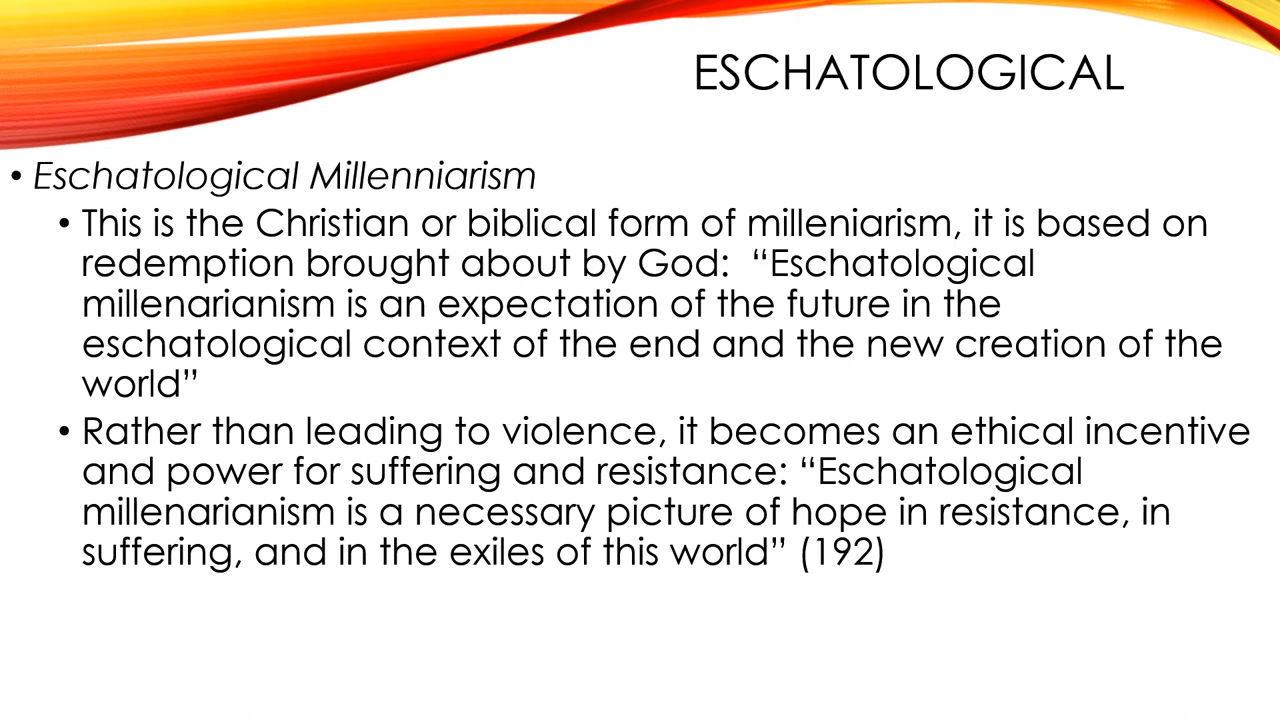 ESCHATOLOGICAL
• Eschatological Millenniarism
• This is the Christian or biblical form of milleniarism, it is based on
redemption brought about by God:  “Eschatological
millenarianism is an expectation of the future in the
eschatological context of the end and the new creation of the
world”
• Rather than leading to violence, it becomes an ethical incentive
and power for suffering and resistance: “Eschatological
millenarianism is a necessary picture of hope in resistance, in
suffering, and in the exiles of this world” (192)